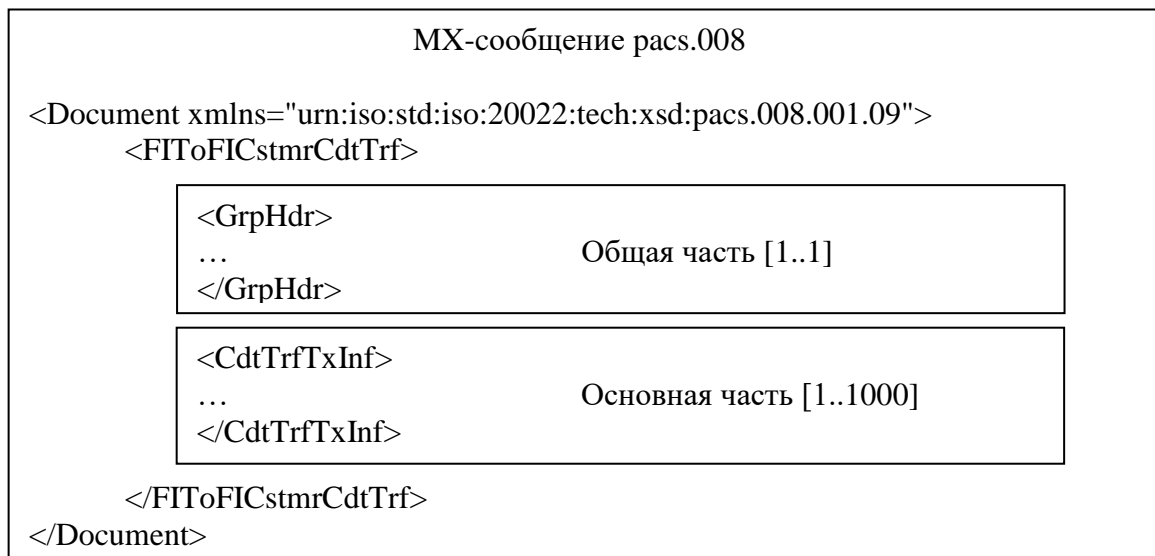 МХ-сообщение pacs.008
<Document xmlns="urn:iso:std:iso:20022:tech:xsd:pacs.008.001.09">
<FIToFICstmrCdtTrf>
<GrpHdr>
… Общая часть [1..1]
</GrpHdr>
<CdtTrfTxInf>
… Основная часть [1..1000]
</CdtTrfTxInf>
</FIToFICstmrCdtTrf>
</Document>